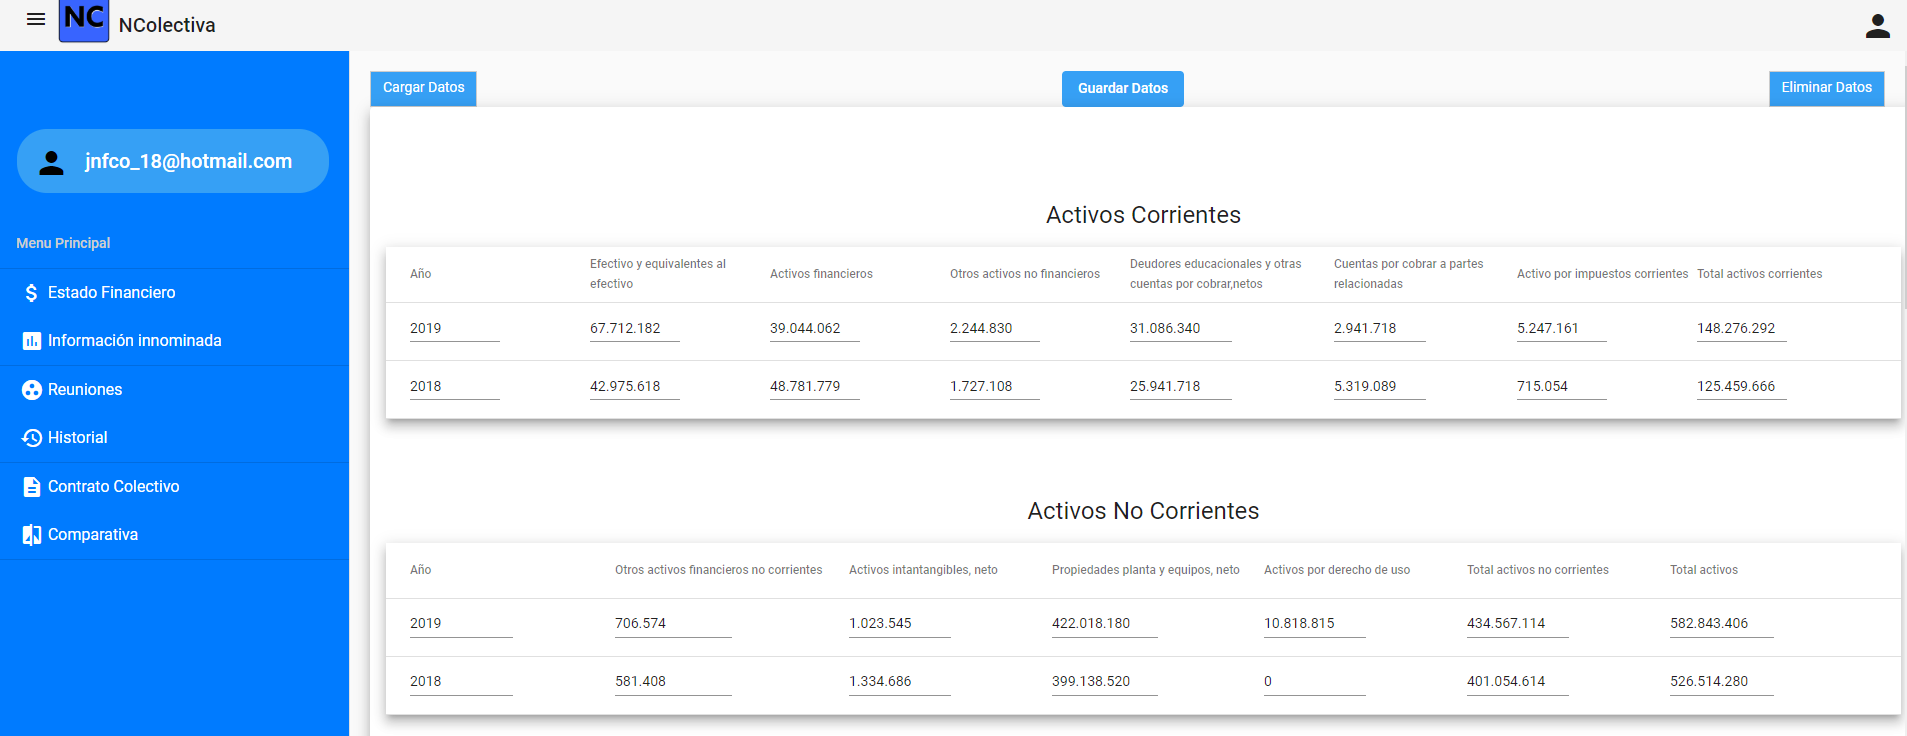 NC NColectiva
jnfco_18@hotmail.com
Menu Principal
Estado Financiero
Información innominada
Reuniones
Historial
Contrato Colectivo
Comparativa
Cargar Datos Guardar Datos Eliminar Datos
Activos Corrientes
Año Efectivo y equivalentes al efectivo Activos financieros Otros activos no financieros Deudores educacionales y otras cuentas por cobrar,netos Cuentas por cobrar a partes relacionadas Activo por impuestos corrientes Total activos corrientes
2019 67.712.182 39.044.062 2.244.830 31.086.340 2.941.718 5.247.161 148.276.292
2018 42.975.618 48.781.779 1.727.108 25.941.718 5.319.089 715.054 125.459.666
Activos No Corrientes
Año Otros activos financieros no corrientes Activos intantangibles, neto Propiedades planta y equipos, neto Activos por derecho de uso Total activos no corrientes Total activos
2019 706.574 1.023.545 422.018.180 10.818.815 434.567.114 582.843.406
2018 581.408 1.334.686 399.138.520 0 401.054.614 526.514.280